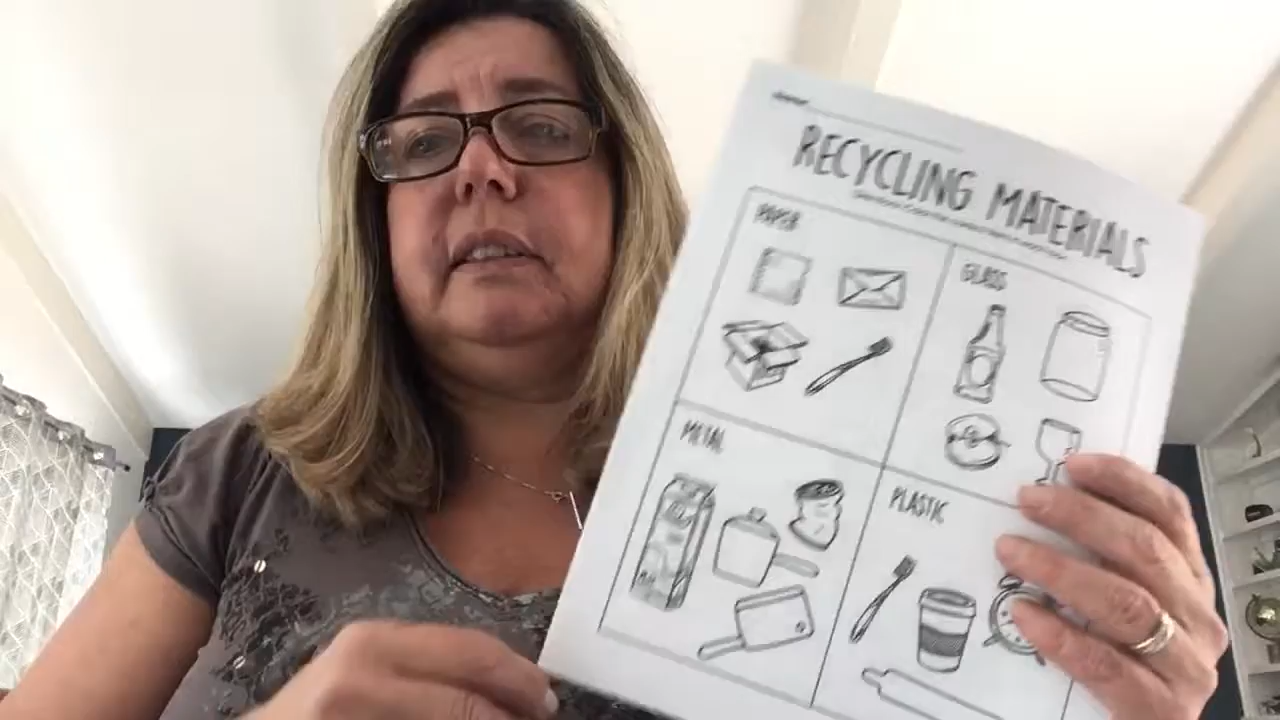 RECYCLING MATERIALS
PAPER
GLASS
METAL
PLASTIC